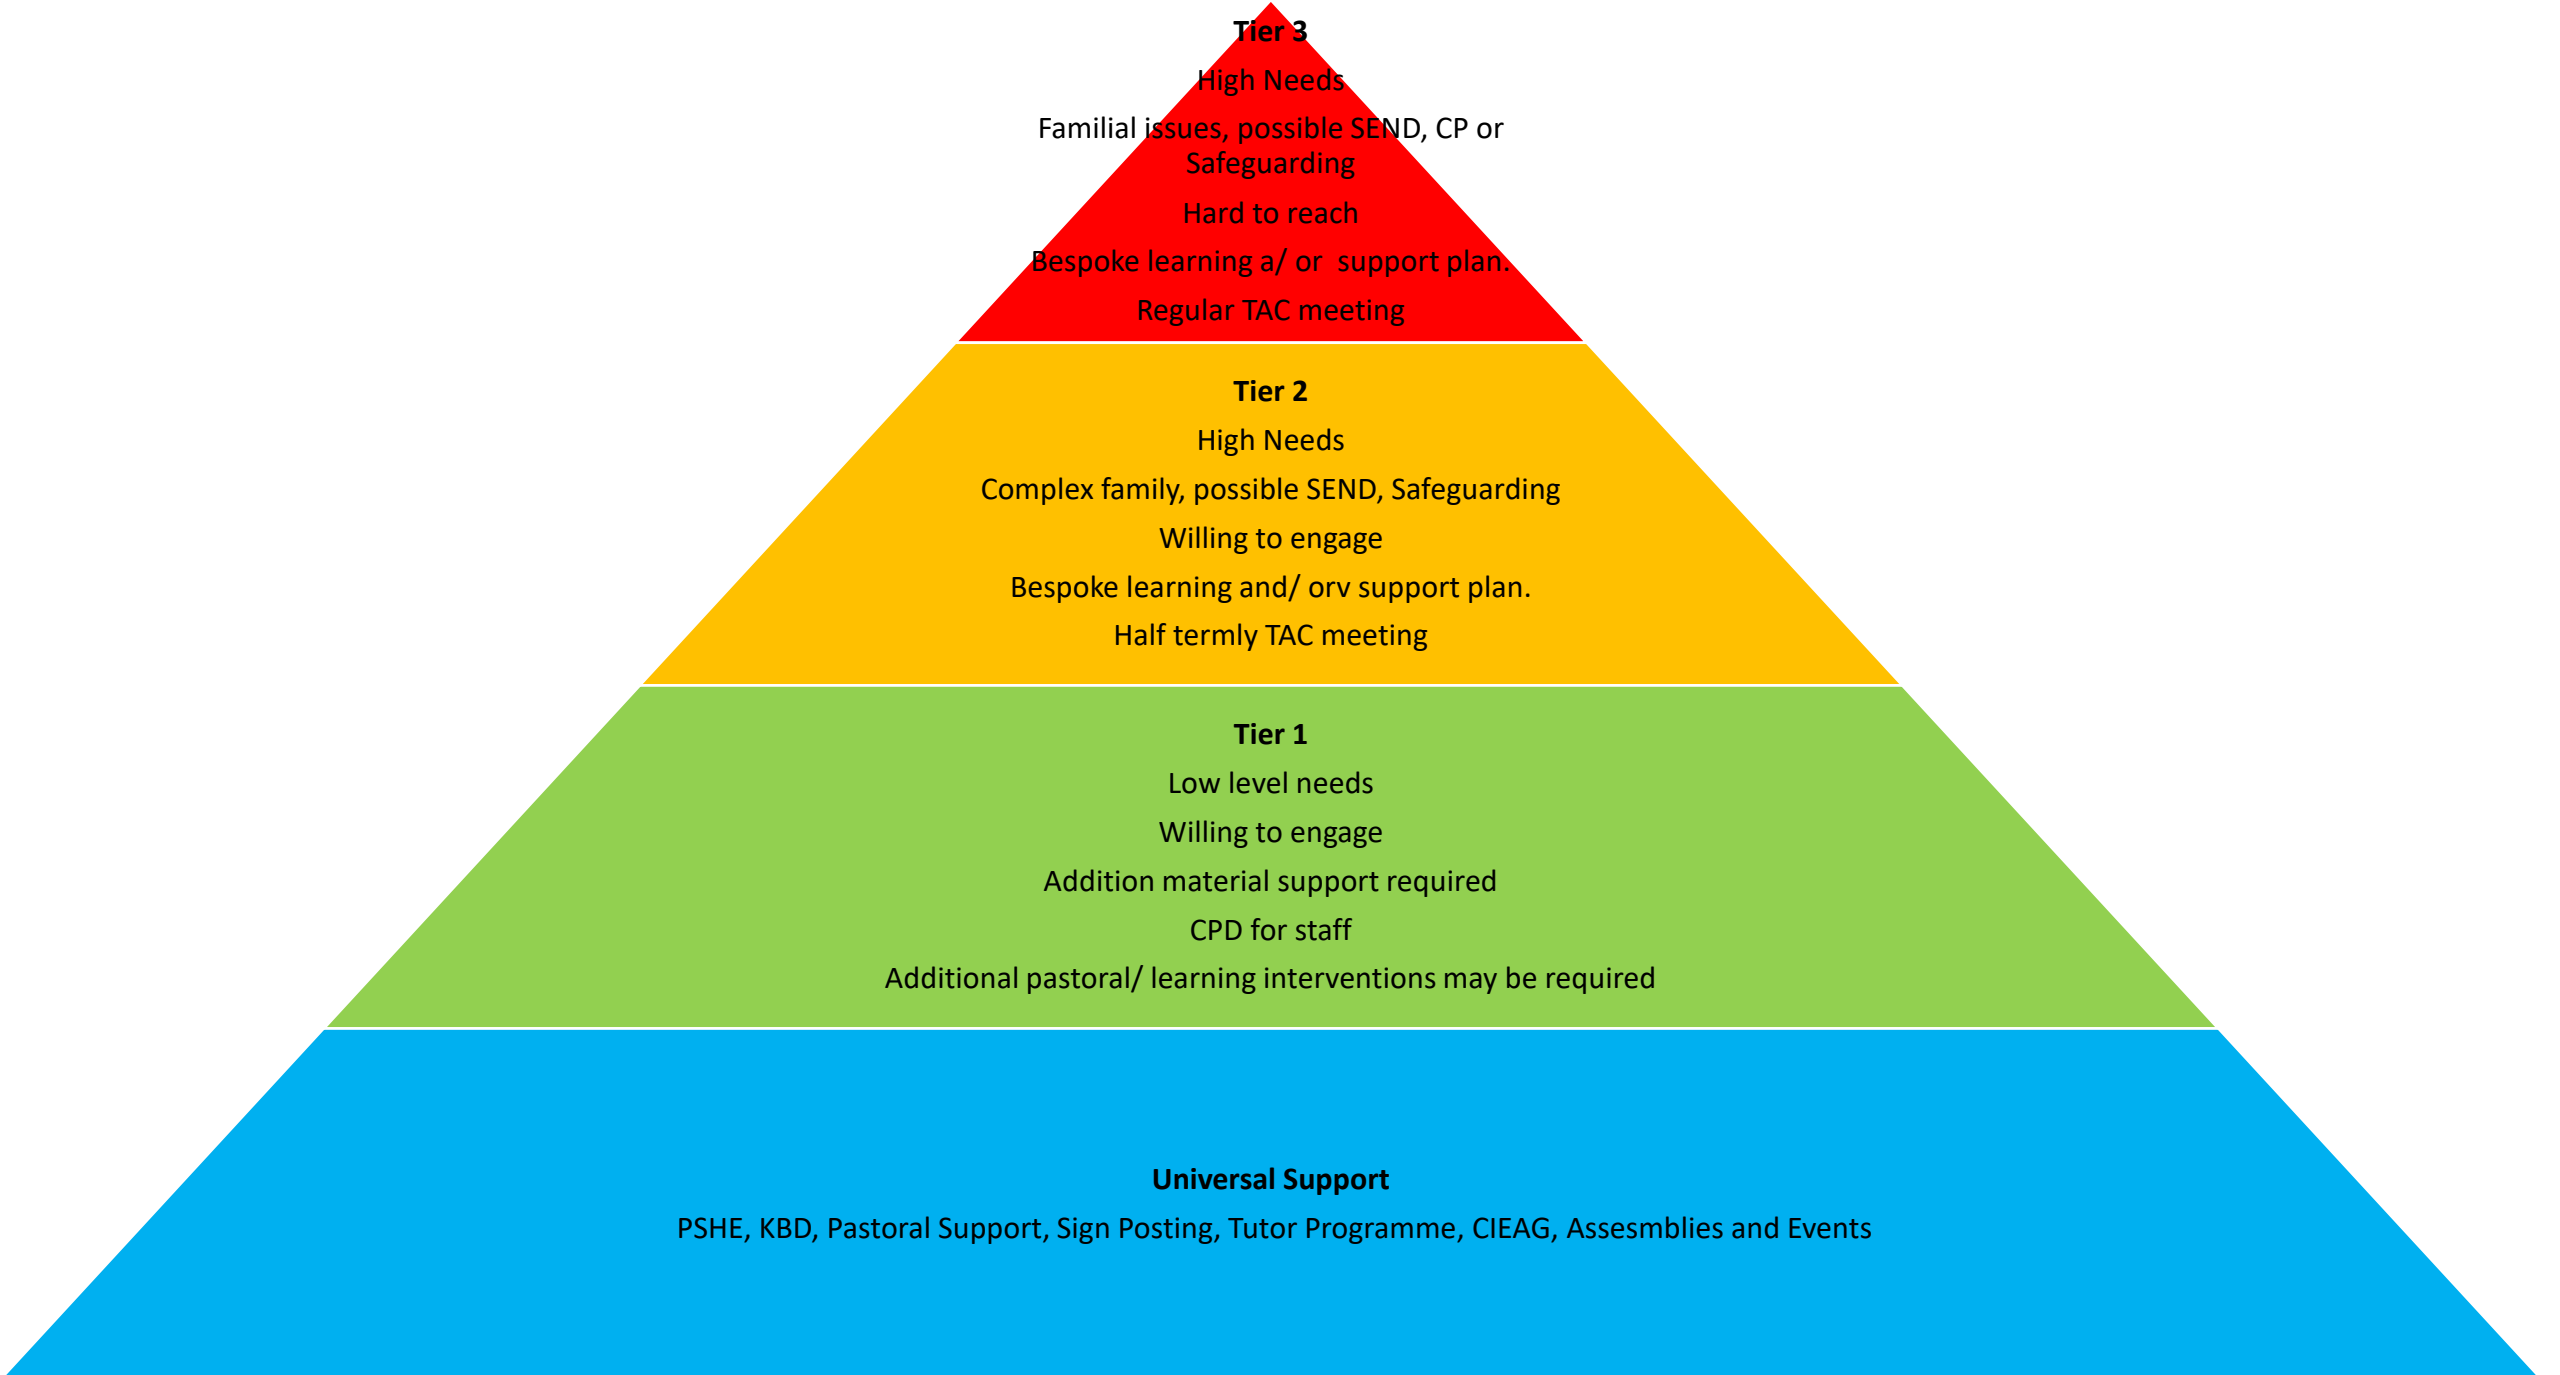 Tier 3
High Needs
Familial issues, possible SEND, CP or
Safeguarding
Hard to reach
Bespoke learning a/ or  support plan.
Regular TAC meeting
Tier 2
High Needs
Complex family, possible SEND, Safeguarding
Willing to engage
Bespoke learning and/ orv support plan.
Half termly TAC meeting
Tier 1
Low level needs
Willing to engage
Addition material support required
CPD for staff
Additional pastoral/ learning interventions may be required
Universal Support
PSHE, KBD, Pastoral Support, Sign Posting, Tutor Programme, CIEAG, Assesmblies and Events